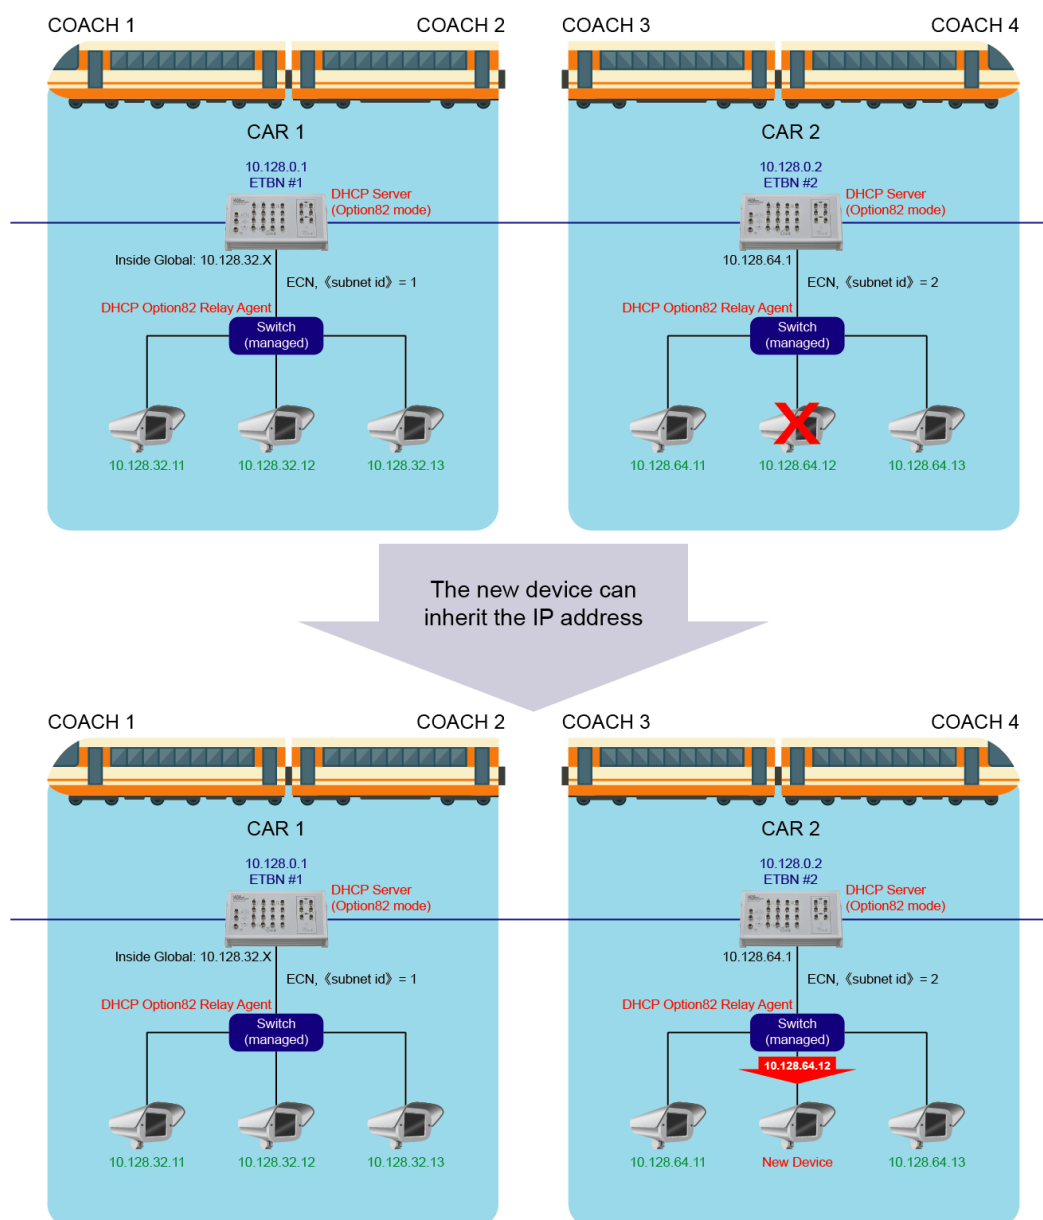 COACH 1
COACH 2
COACH 3
COACH 4
CAR 1
CAR 2
10.128.0.1
ETBN #1
DHCP Server
(Option82 mode)
10.128.0.2
ETBN #2
DHCP Server
(Option82 mode)
Inside Global: 10.128.32.X
ECN,《subnet id》= 1
10.128.64.1
ECN,《subnet id》= 2
DHCP Option82 Relay Agent
Switch
(managed)
DHCP Option82 Relay Agent
Switch
(managed)
10.128.32.11
10.128.32.12
10.128.32.13
10.128.64.11
10.128.64.12
10.128.64.13
The new device can
inherit the IP address
COACH 1
COACH 2
COACH 3
COACH 4
CAR 1
CAR 2
10.128.0.1
ETBN #1
DHCP Server
(Option82 mode)
10.128.0.2
ETBN #2
DHCP Server
(Option82 mode)
Inside Global: 10.128.32.X
ECN,《subnet id》= 1
10.128.64.1
ECN,《subnet id》= 2
DHCP Option82 Relay Agent
Switch
(managed)
DHCP Option82 Relay Agent
Switch
(managed)
10.128.64.12
10.128.32.11
10.128.32.12
10.128.32.13
10.128.64.11
New Device
10.128.64.13